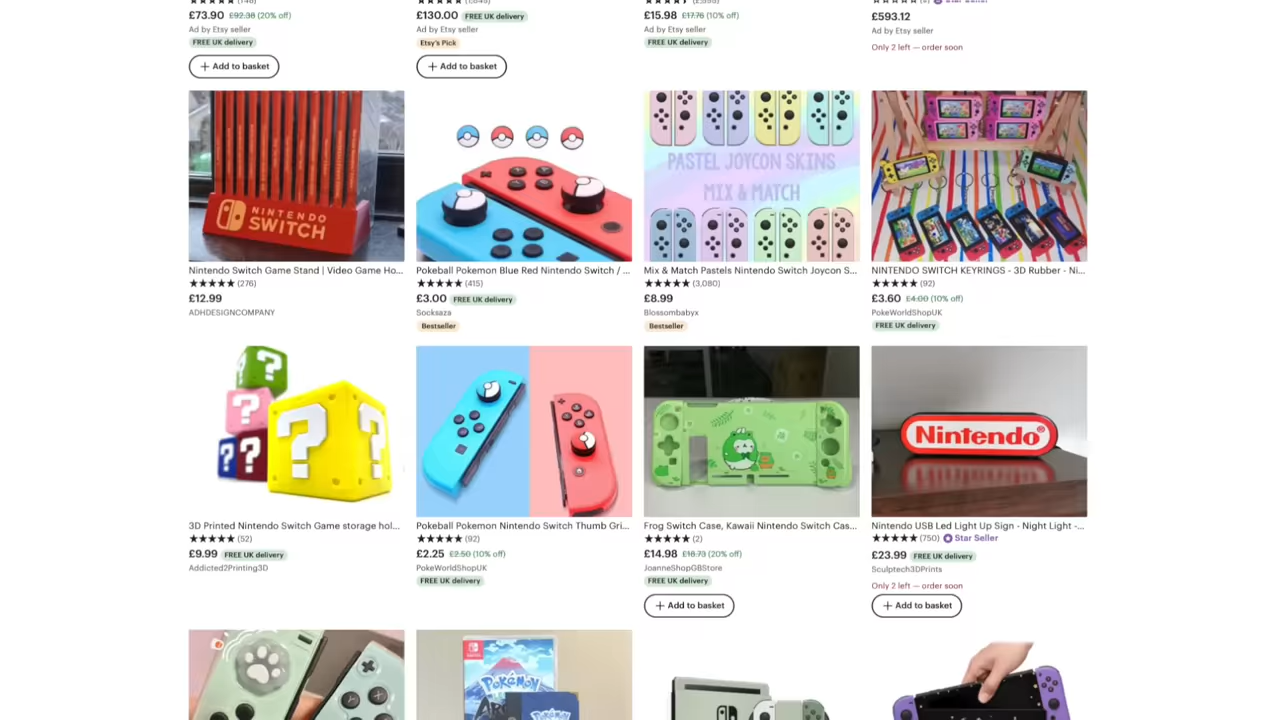 £73.90 £92.38 (20% off)
Ad by Etsy seller
FREE UK delivery
+ Add to basket
£130.00 FREE UK delivery
Ad by Etsy seller
Etsy's Pick
+ Add to basket
£15.98 £17.76 (10% off)
Ad by Etsy seller
FREE UK delivery
£593.12
Ad by Etsy seller
Only 2 left — order soon
NINTENDO
SWITCH
Nintendo Switch Game Stand | Video Game Ho...
★★★★★ (276)
£12.99
ADHDESIGNCOMPANY
Pokeball Pokemon Blue Red Nintendo Switch / ...
★★★★★ (415)
£3.00 FREE UK delivery
Socksaza
Bestseller
PASTEL JOYCON SKINS
MIX & MATCH
Mix & Match Pastels Nintendo Switch Joycon S...
★★★★★ (3,080)
£8.99
Blossombabyx
Bestseller
NINTENDO SWITCH KEYRINGS - 3D Rubber - Ni...
★★★★★ (92)
£3.60 £4.00 (10% off)
PokeWorldShopUK
FREE UK delivery
? ? ? ? ? ?
3D Printed Nintendo Switch Game storage hol...
★★★★★ (52)
£9.99 FREE UK delivery
Addicted2Printing3D
Pokeball Pokemon Nintendo Switch Thumb Gri...
★★★★★ (92)
£2.25 £2.50 (10% off)
PokeWorldShopUK
FREE UK delivery
Frog Switch Case, Kawaii Nintendo Switch Cas...
★★★★★ (2)
£14.98 £18.73 (20% off)
JoanneShopGBStore
FREE UK delivery
+ Add to basket
Nintendo®
Nintendo USB Led Light Up Sign - Night Light -...
★★★★★ (750) Star Seller
£23.99 FREE UK delivery
Sculptech3DPrints
Only 2 left — order soon
+ Add to basket
POKÉMON
POKÉMON